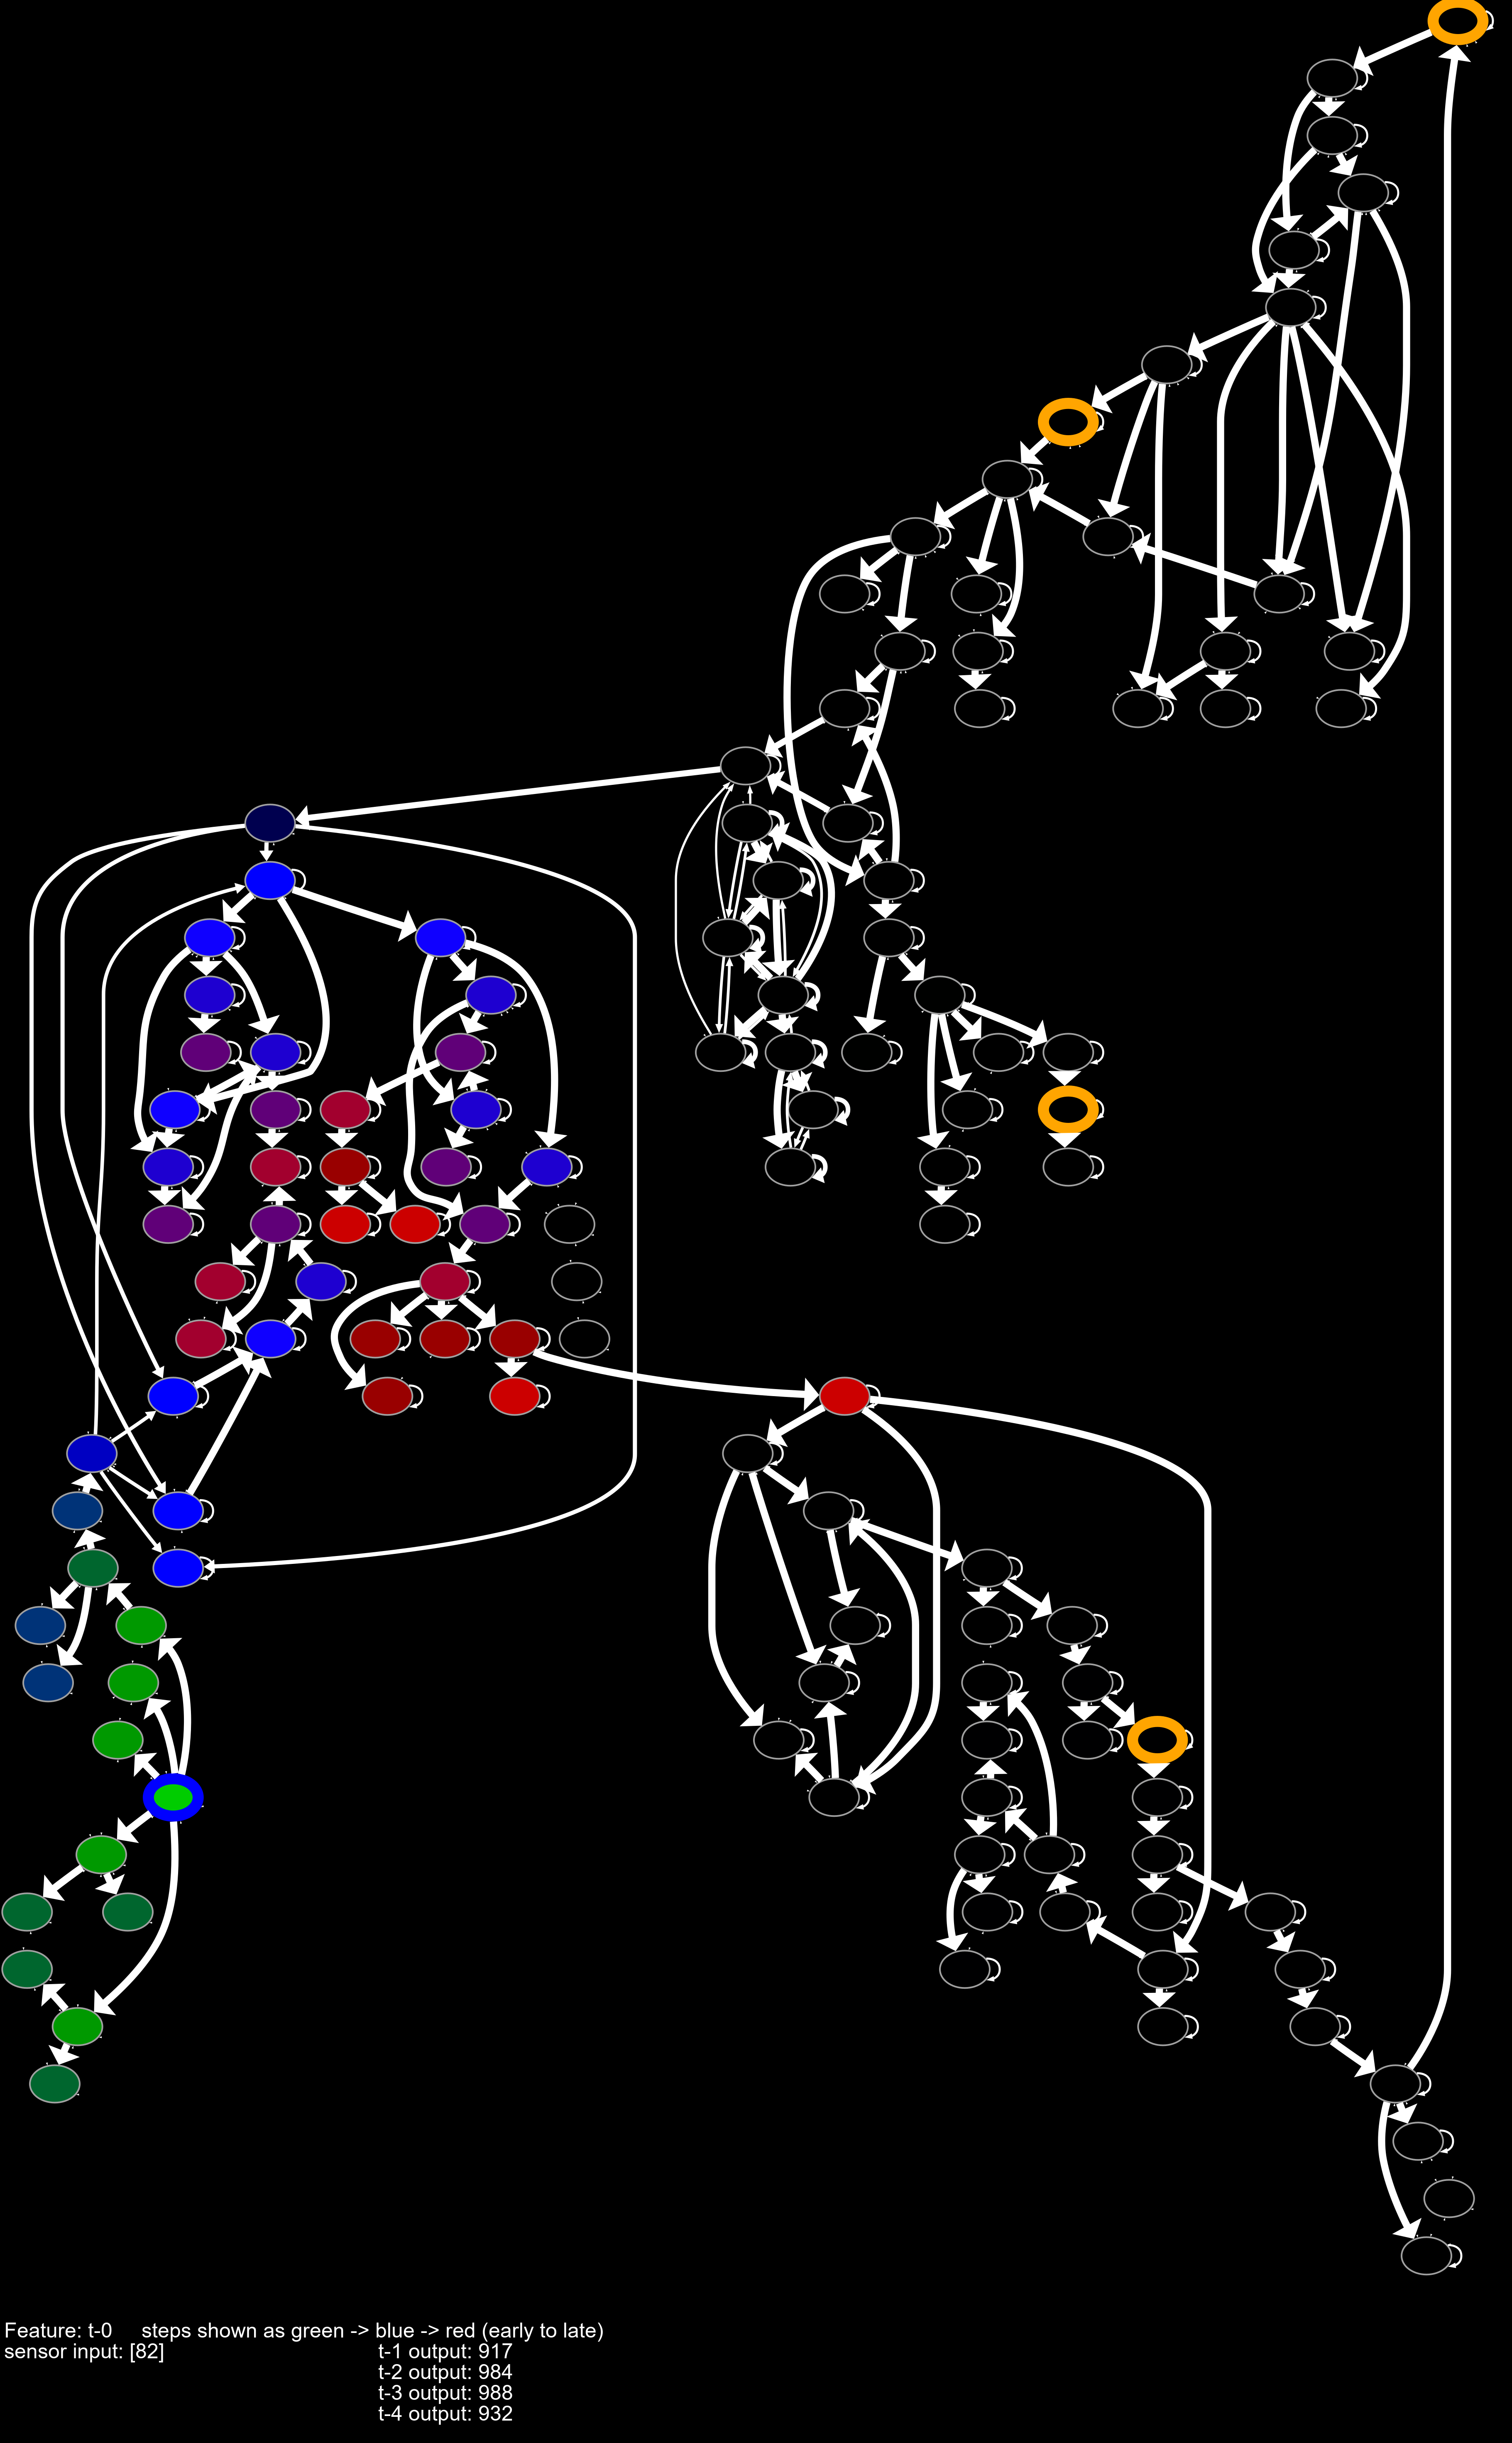 Feature: t-0 steps shown as green -> blue -> red (early to late)
sensor input: [82] t-1 output: 917
t-2 output: 984
t-3 output: 988
t-4 output: 932